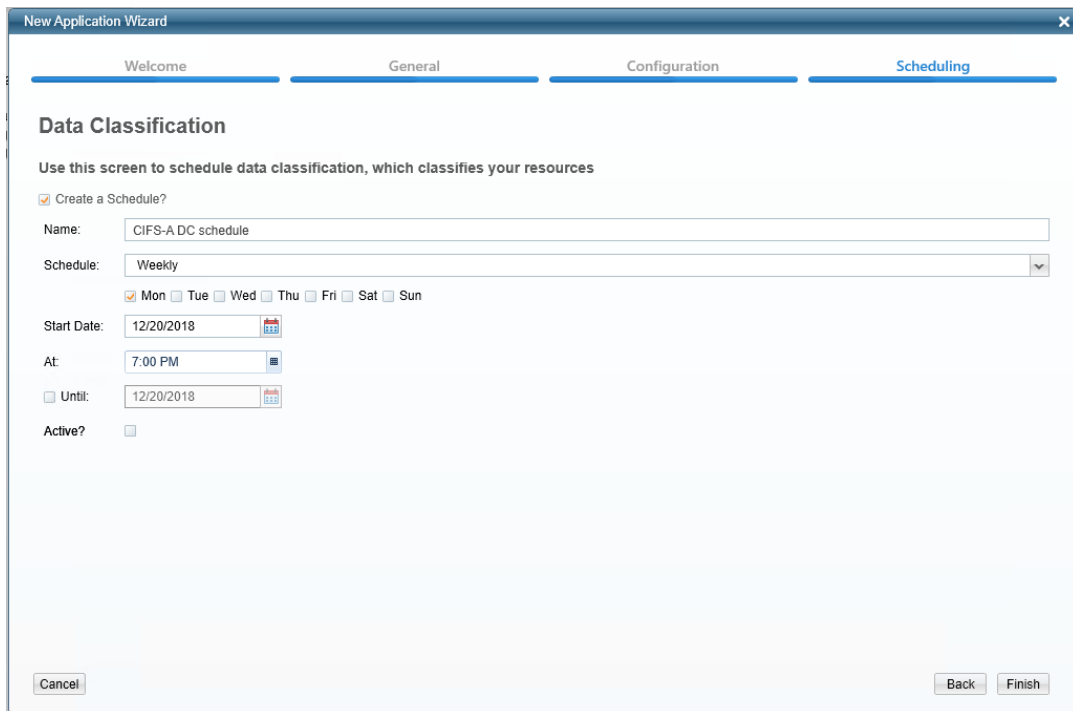 New Application Wizard
Welcome General Configuration Scheduling
Data Classification
Use this screen to schedule data classification, which classifies your resources
Create a Schedule?
Name: CIFS-A DC schedule
Schedule: Weekly
Mon Tue Wed Thu Fri Sat Sun
Start Date: 12/20/2018
At: 7:00 PM
Until: 12/20/2018
Active?
Cancel Back Finish